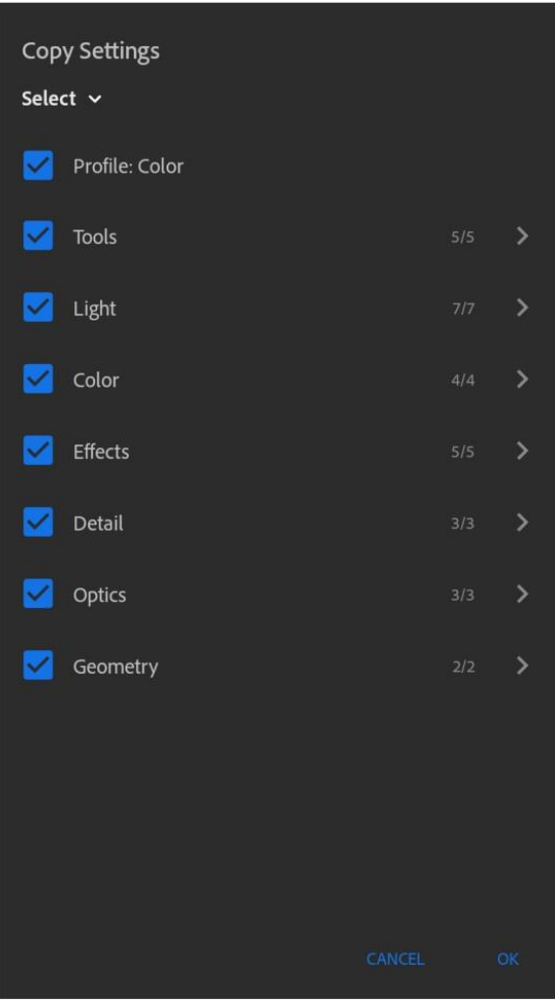 Copy Settings
Select
Profile: Color
Tools 5/5
Light 7/7
Color 4/4
Effects 5/5
Detail 3/3
Optics 3/3
Geometry 2/2
CANCEL OK